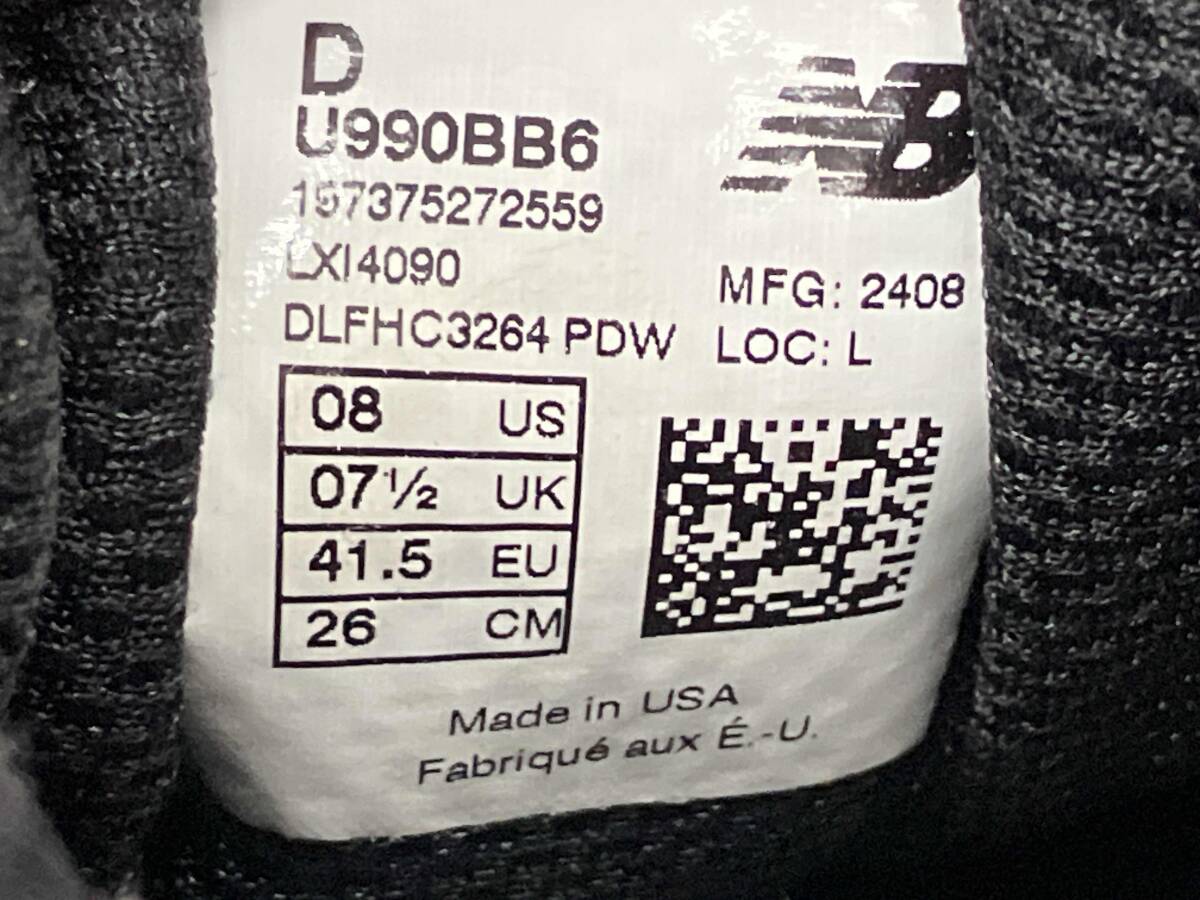 D
U990BB6
NB
197375272559
LXI4090
MFG: 2408
DLFHC3264 PDW
LOC: L
08 US
07½ UK
41.5 EU
26 CM
Made in USA
Fabriqué aux É.-U.